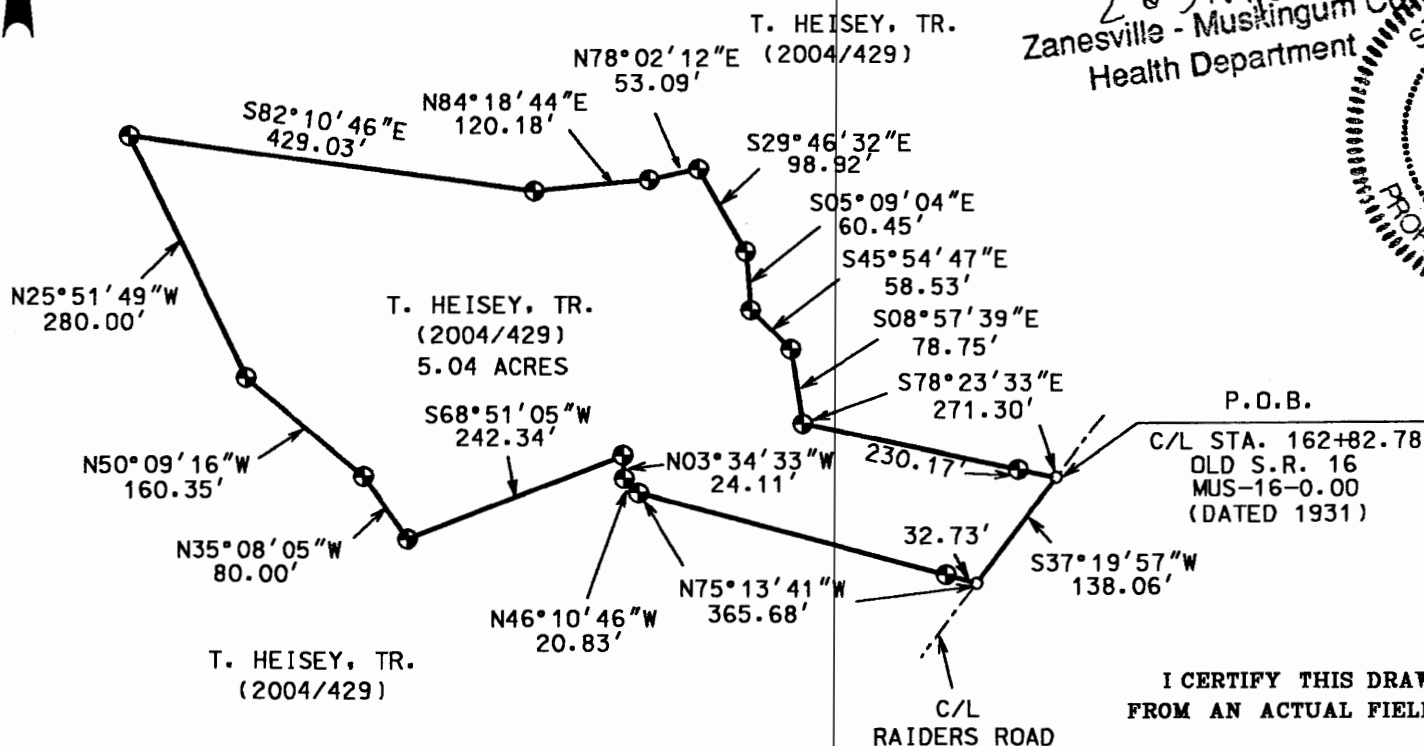 T. HEISEY, TR.
(2004/429)
Zanesville - Muskingum
Health Department
N78°02'12"E
53.09'
N84°18'44"E
120.18'
S82°10'46"E
429.03'
S29°46'32"E
98.92'
S05°09'04"E
60.45'
S45°54'47"E
58.53'
S08°57'39"E
78.75'
S78°23'33"E
271.30'
N25°51'49"W
280.00'
T. HEISEY, TR.
(2004/429)
5.04 ACRES
S68°51'05"W
242.34'
P.O.B.
C/L STA. 162+82.78
OLD S.R. 16
MUS-16-0.00
(DATED 1931)
N50°09'16"W
160.35'
N03°34'33"W
24.11'
230.17'
32.73'
S37°19'57"W
138.06'
N35°08'05"W
80.00'
N75°13'41"W
365.68'
N46°10'46"W
20.83'
T. HEISEY, TR.
(2004/429)
C/L
RAIDERS ROAD
I CERTIFY THIS DRAW
FROM AN ACTUAL FIEL